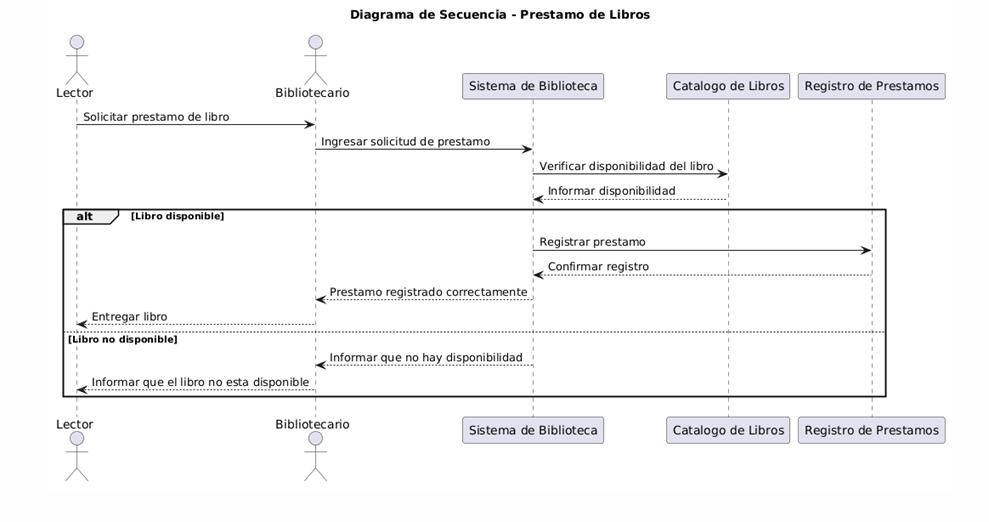 Diagrama de Secuencia - Prestamo de Libros
Lector
Bibliotecario
Sistema de Biblioteca
Catalogo de Libros
Registro de Prestamos
Solicitar prestamo de libro
Ingresar solicitud de prestamo
Verificar disponibilidad del libro
Informar disponibilidad
alt [Libro disponible]
Registrar prestamo
Confirmar registro
Prestamo registrado correctamente
Entregar libro
[Libro no disponible]
Informar que no hay disponibilidad
Informar que el libro no esta disponible
Lector
Bibliotecario
Sistema de Biblioteca
Catalogo de Libros
Registro de Prestamos